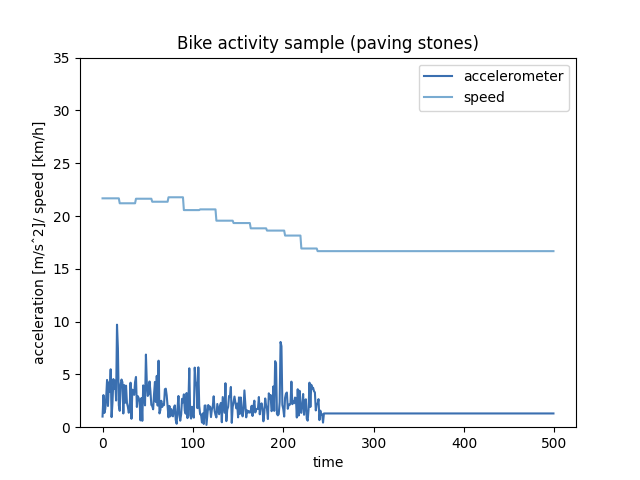 Bike activity sample (paving stones)
accelerometer
speed
acceleration [m/sˆ2]/ speed [km/h]
35
30
25
20
15
10
5
0
0 100 200 300 400 500
time